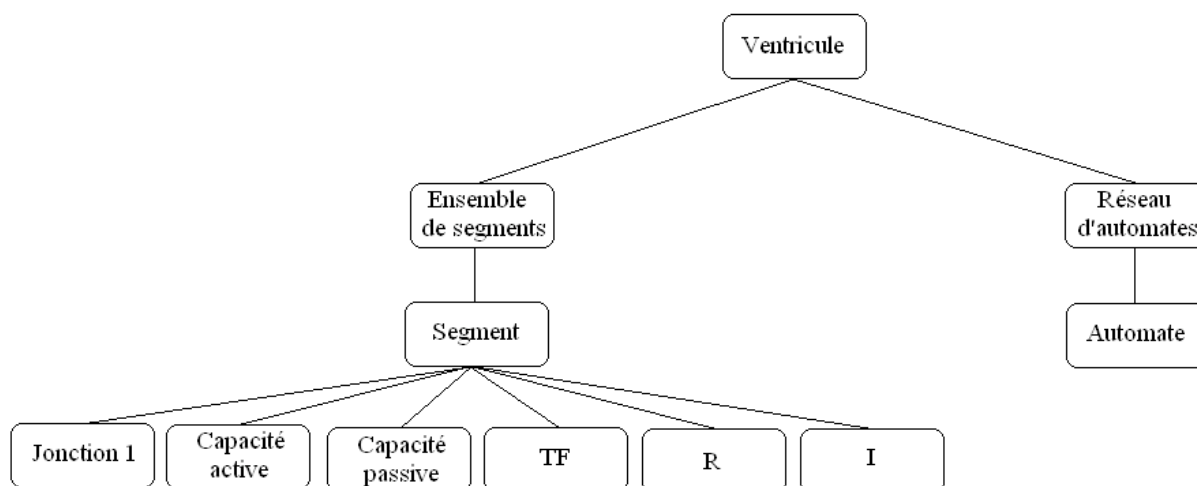 Ventricule
Ensemble
de segments
Réseau
d'automates
Segment
Automate
Jonction 1
Capacité
active
Capacité
passive
TF
R
I